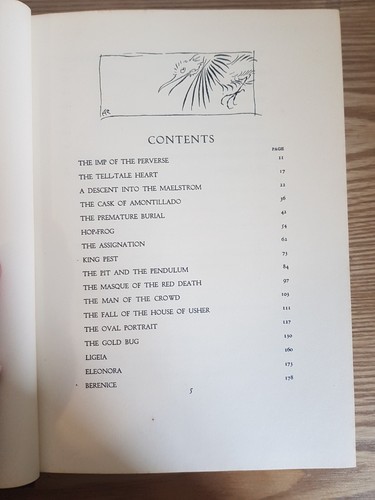 CONTENTS
PAGE
THE IMP OF THE PERVERSE 11
THE TELL-TALE HEART 17
A DESCENT INTO THE MAELSTROM 22
THE CASK OF AMONTILLADO 36
THE PREMATURE BURIAL 42
HOP-FROG 54
THE ASSIGNATION 62
KING PEST 73
THE PIT AND THE PENDULUM 84
THE MASQUE OF THE RED DEATH 97
THE MAN OF THE CROWD 103
THE FALL OF THE HOUSE OF USHER 111
THE OVAL PORTRAIT 127
THE GOLD BUG 130
LIGEIA 160
ELEONORA 173
BERENICE 178
5